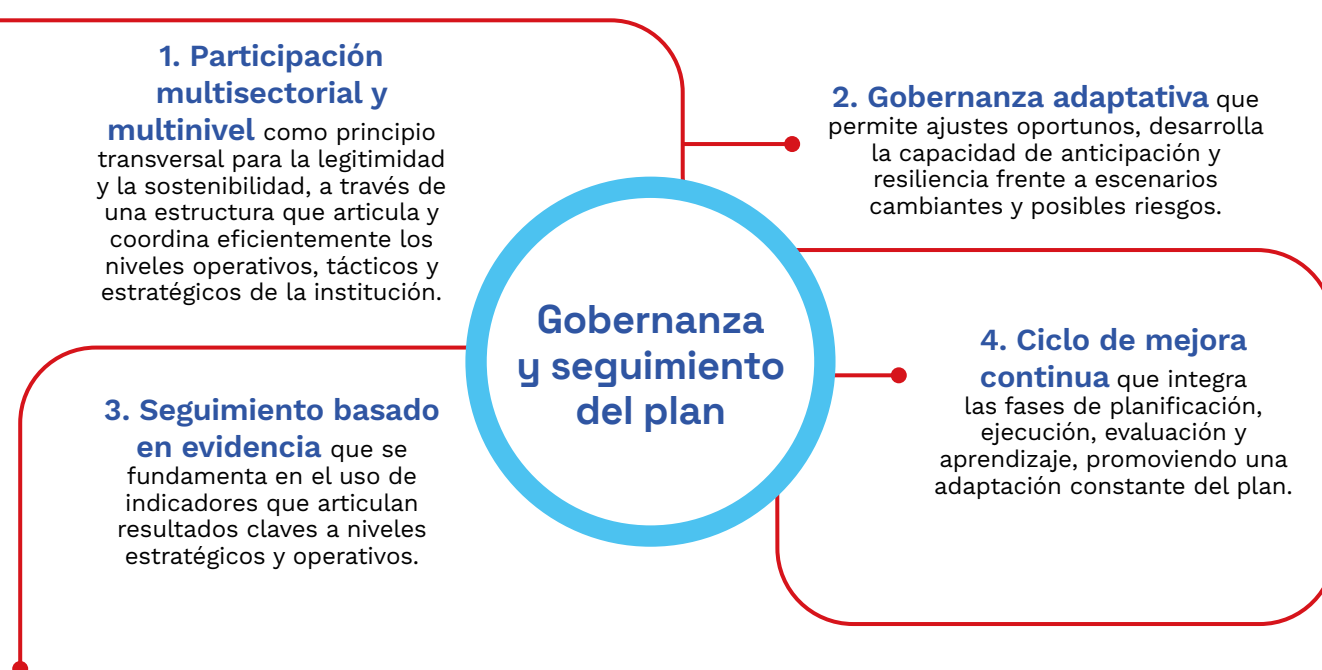 1. Participación
multisectorial y
multinivel como principio
transversal para la legitimidad
y la sostenibilidad, a través de
una estructura que articula y
coordina eficientemente los
niveles operativos, tácticos y
estratégicos de la institución.
2. Gobernanza adaptativa que
permite ajustes oportunos, desarrolla
la capacidad de anticipación y
resiliencia frente a escenarios
cambiantes y posibles riesgos.
Gobernanza
y seguimiento
del plan
3. Seguimiento basado
en evidencia que se
fundamenta en el uso de
indicadores que articulan
resultados claves a niveles
estratégicos y operativos.
4. Ciclo de mejora
continua que integra
las fases de planificación,
ejecución, evaluación y
aprendizaje, promoviendo una
adaptación constante del plan.